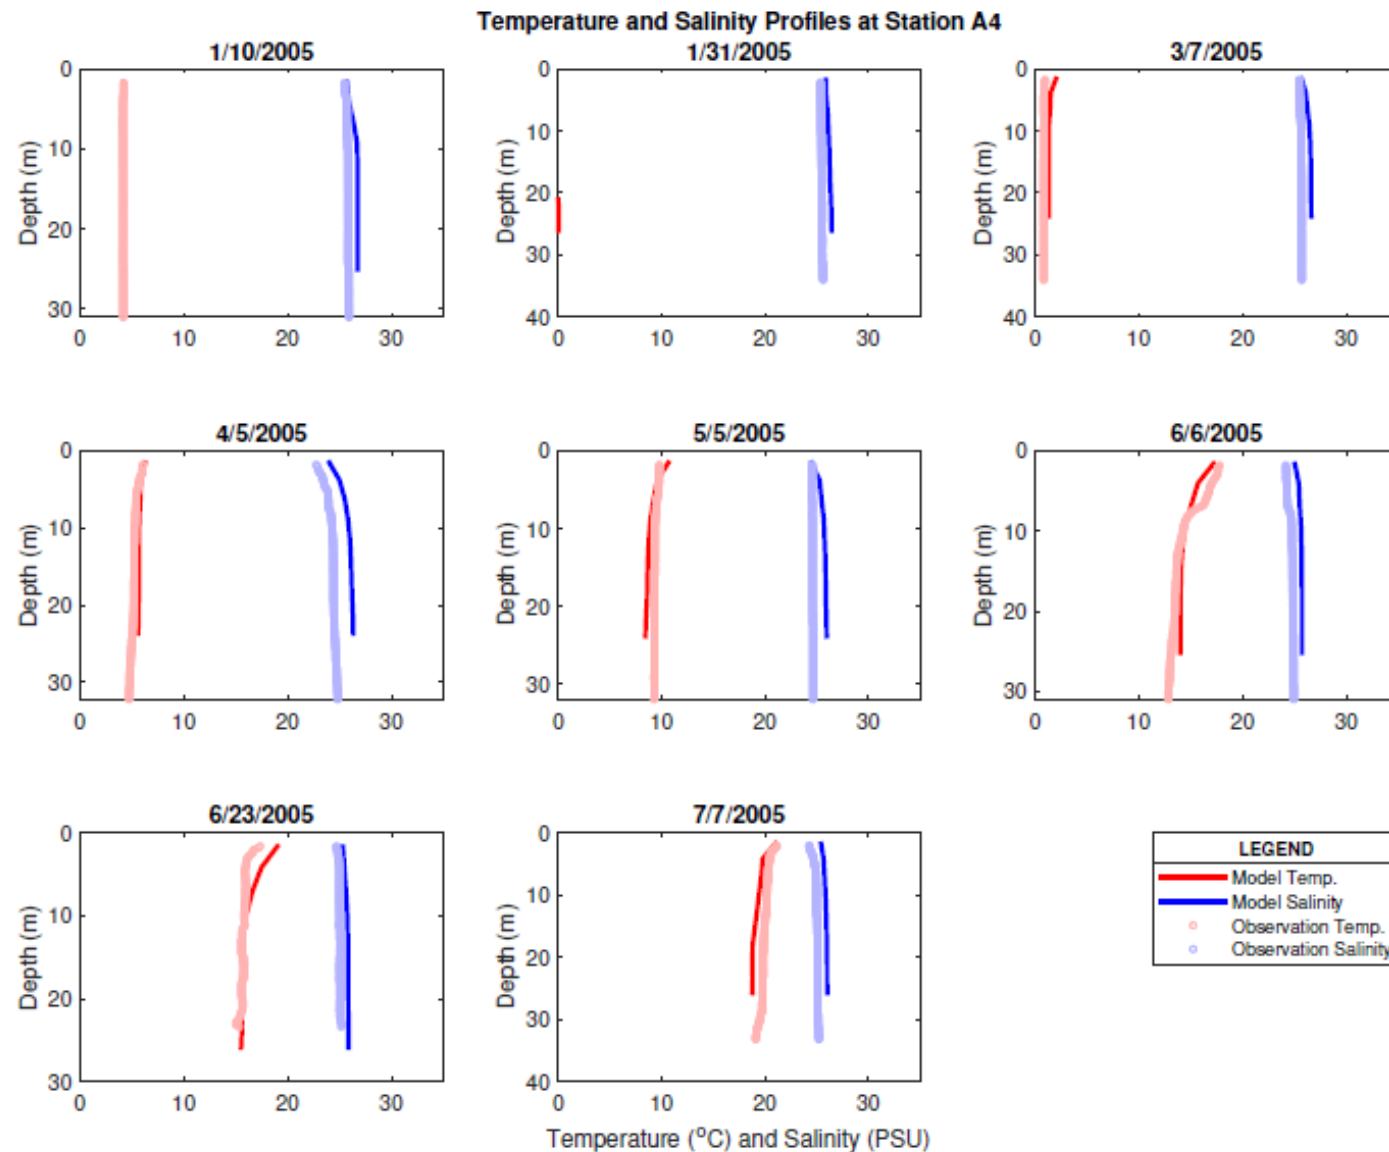 Temperature and Salinity Profiles at Station A4
1/10/2005
1/31/2005
3/7/2005
0
10
20
30
Depth (m)
0 10 20 30
0
10
20
30
40
Depth (m)
0 10 20 30
0
10
20
30
40
Depth (m)
0 10 20 30
4/5/2005
5/5/2005
6/6/2005
0
10
20
30
Depth (m)
0 10 20 30
0
10
20
30
Depth (m)
0 10 20 30
0
10
20
30
Depth (m)
0 10 20 30
6/23/2005
7/7/2005
0
10
20
30
Depth (m)
0 10 20 30
0
10
20
30
40
Depth (m)
0 10 20 30
Temperature (°C) and Salinity (PSU)
LEGEND
Model Temp.
Model Salinity
Observation Temp.
Observation Salinity